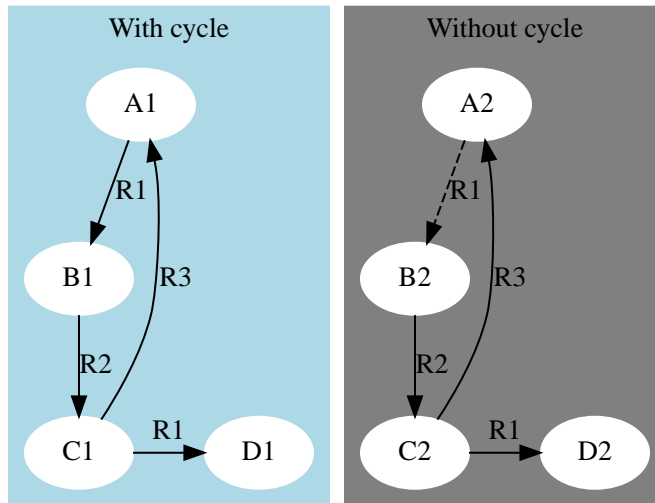 With cycle
A1
R1
B1
R3
R2
C1
R1
D1
Without cycle
A2
R1
B2
R3
R2
C2
R1
D2